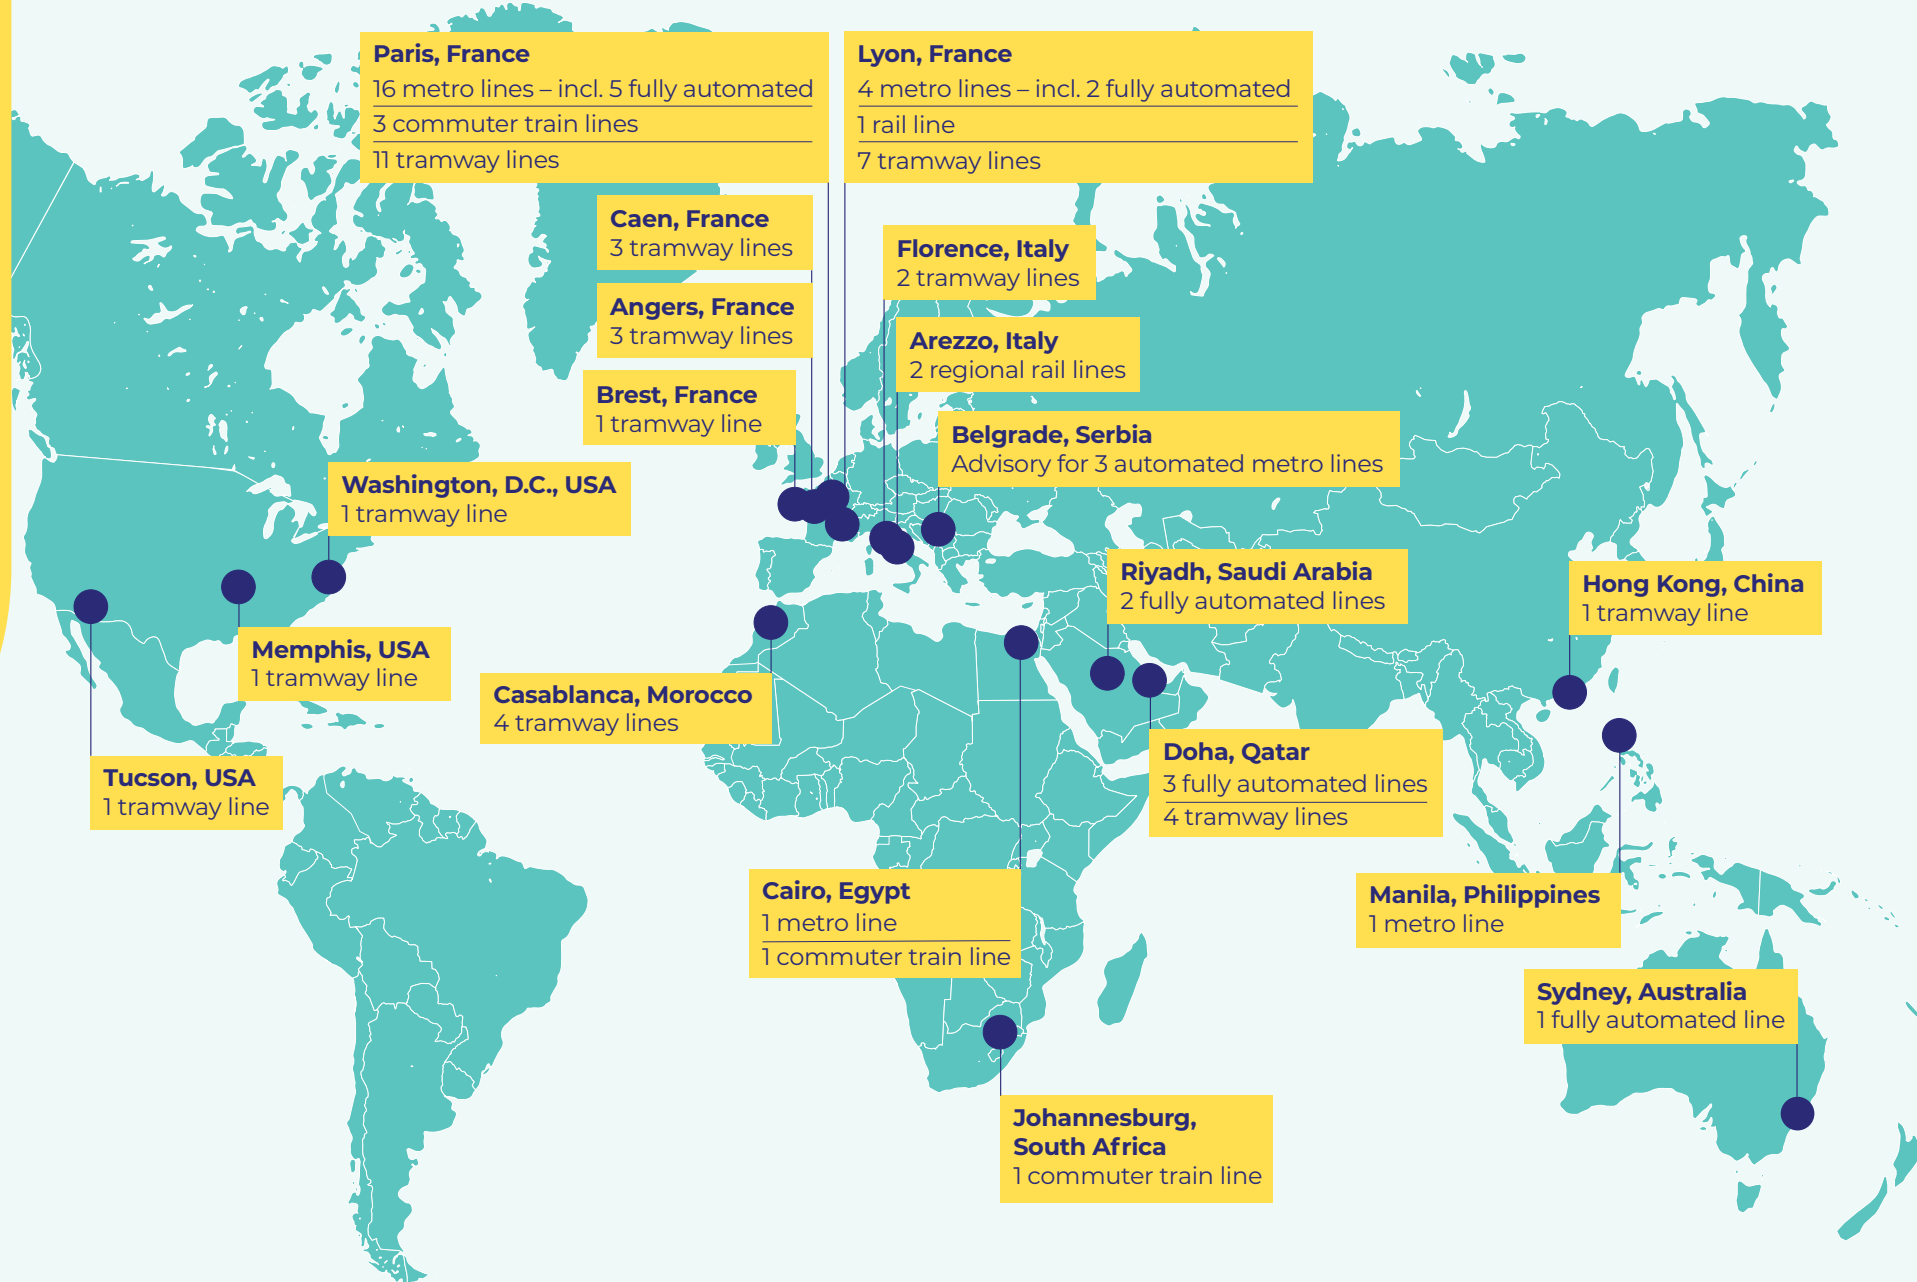 Paris, France
16 metro lines – incl. 5 fully automated
3 commuter train lines
11 tramway lines
Lyon, France
4 metro lines – incl. 2 fully automated
1 rail line
7 tramway lines
Caen, France
3 tramway lines
Florence, Italy
2 tramway lines
Angers, France
3 tramway lines
Arezzo, Italy
2 regional rail lines
Brest, France
1 tramway line
Belgrade, Serbia
Advisory for 3 automated metro lines
Washington, D.C., USA
1 tramway line
Riyadh, Saudi Arabia
2 fully automated lines
Hong Kong, China
1 tramway line
Memphis, USA
1 tramway line
Casablanca, Morocco
4 tramway lines
Doha, Qatar
3 fully automated lines
4 tramway lines
Tucson, USA
1 tramway line
Cairo, Egypt
1 metro line
1 commuter train line
Manila, Philippines
1 metro line
Sydney, Australia
1 fully automated line
Johannesburg,
South Africa
1 commuter train line